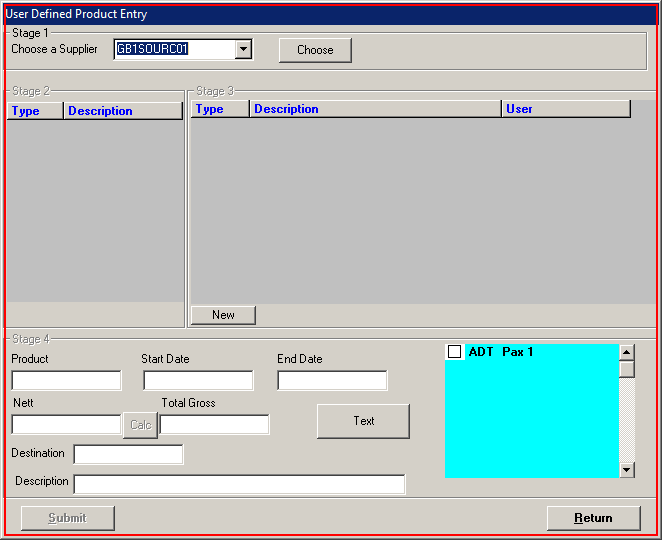 User Defined Product Entry
Stage 1
Choose a Supplier GB1SOURC01 Choose
Stage 2 Stage 3
Type Description Type Description User
New
Stage 4
Product Start Date End Date
ADT Pax 1
Nett Total Gross
Calc Text
Destination
Description
Submit Return